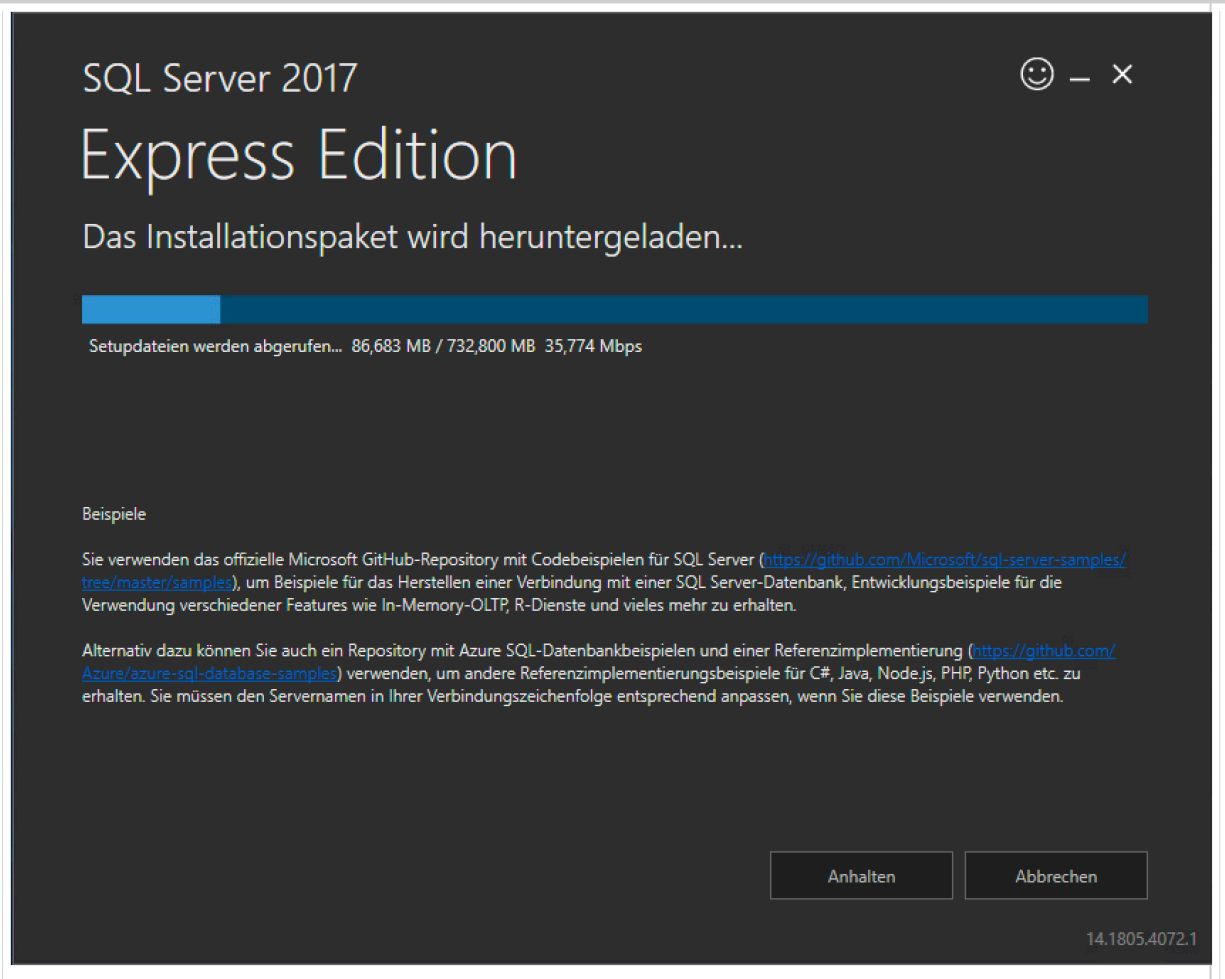 SQL Server 2017
Express Edition
Das Installationspaket wird heruntergeladen...
Setupdateien werden abgerufen... 86,683 MB / 732,800 MB 35,774 Mbps
Beispiele
Sie verwenden das offizielle Microsoft GitHub-Repository mit Codebeispielen für SQL Server (https://github.com/Microsoft/sql-server-samples/
tree/master/samples), um Beispiele für das Herstellen einer Verbindung mit einer SQL Server-Datenbank, Entwicklungsbeispiele für die
Verwendung verschiedener Features wie In-Memory-OLTP, R-Dienste und vieles mehr zu erhalten.
Alternativ dazu können Sie auch ein Repository mit Azure SQL-Datenbankbeispielen und einer Referenzimplementierung (https://github.com/
Azure/azure-sql-database-samples) verwenden, um andere Referenzimplementierungsbeispiele für C#, Java, Node.js, PHP, Python etc. zu
erhalten. Sie müssen den Servernamen in Ihrer Verbindungszeichenfolge entsprechend anpassen, wenn Sie diese Beispiele verwenden.
Anhalten
Abbrechen
14.1805.4072.1